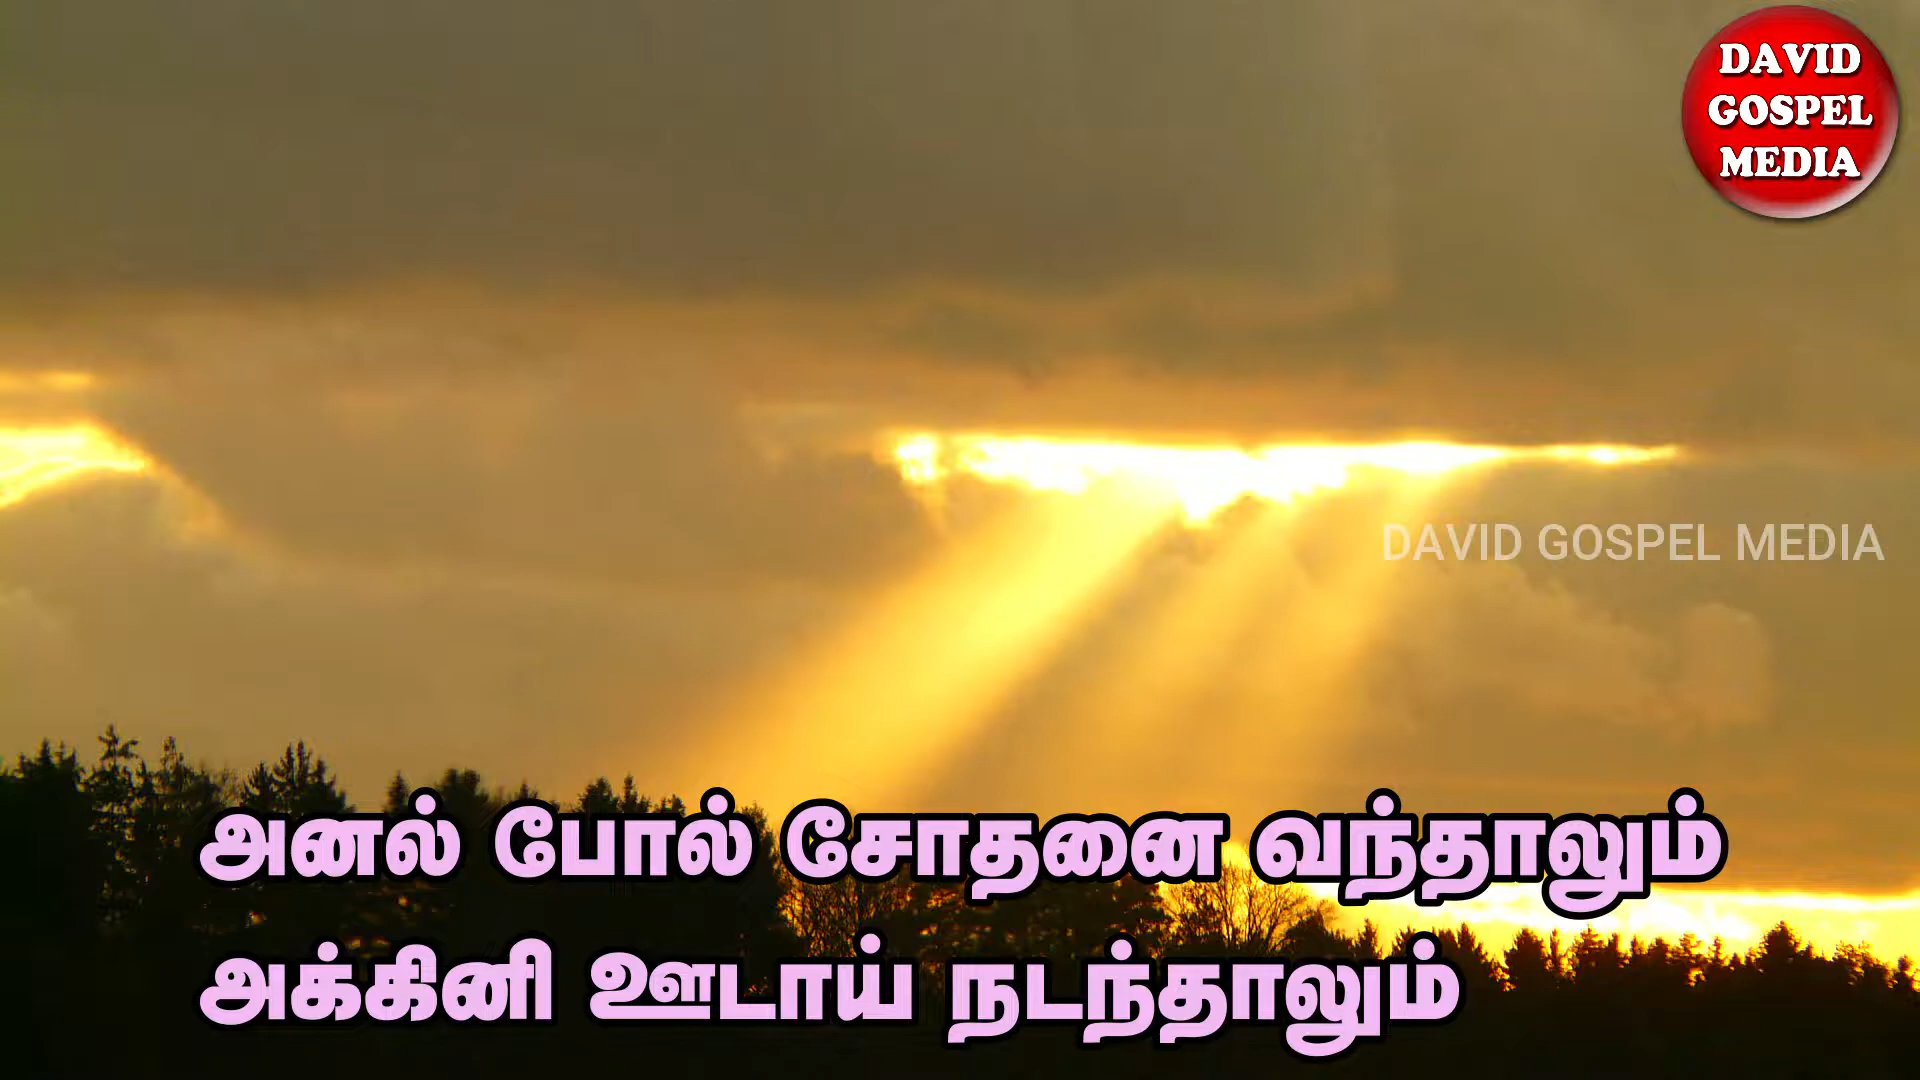 DAVID
GOSPEL
MEDIA
DAVID GOSPEL MEDIA
அனல் போல் சோதனை வந்தாலும்
அக்கினி ஊடாய் நடந்தாலும்